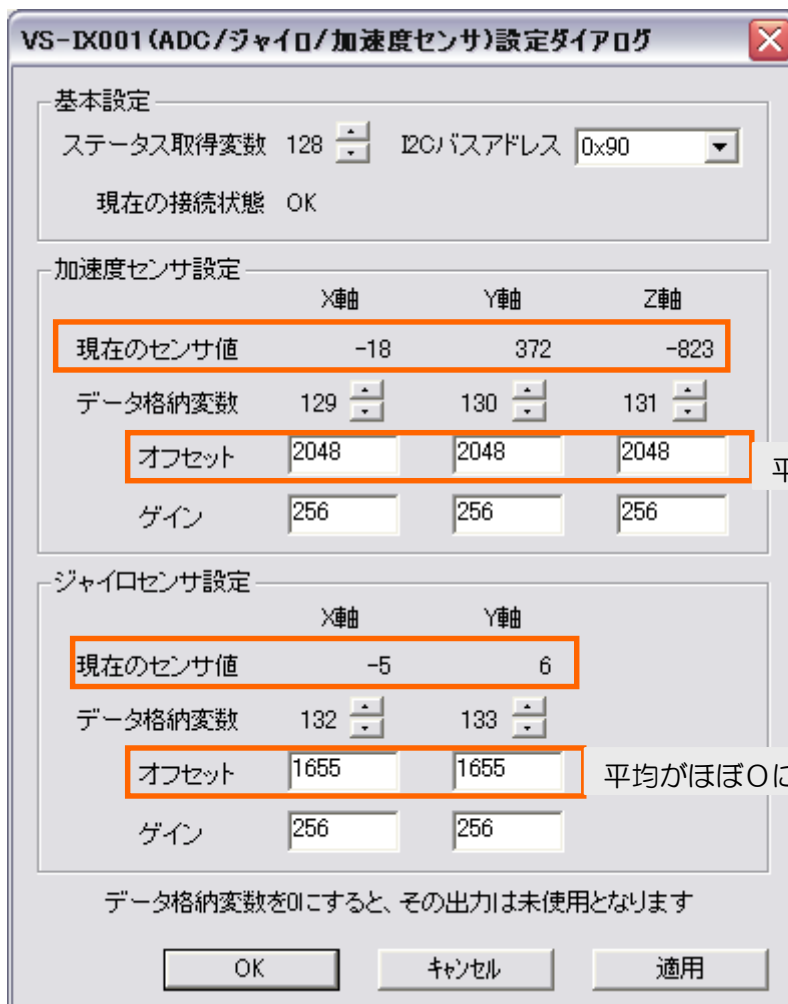 VS-IX001(ADC/ジャイロ/加速度センサ)設定ダイアログ
基本設定
ステータス取得変数 128 I2Cバスアドレス 0x90
現在の接続状態 OK
加速度センサ設定
X軸 Y軸 Z軸
現在のセンサ値 -18 372 -823
データ格納変数 129 130 131
オフセット 2048 2048 2048 平
ゲイン 256 256 256
ジャイロセンサ設定
X軸 Y軸
現在のセンサ値 -5 6
データ格納変数 132 133
オフセット 1655 1655 平均がほぼ0に
ゲイン 256 256
データ格納変数を0にすると、その出力は未使用となります
OK キャンセル 適用